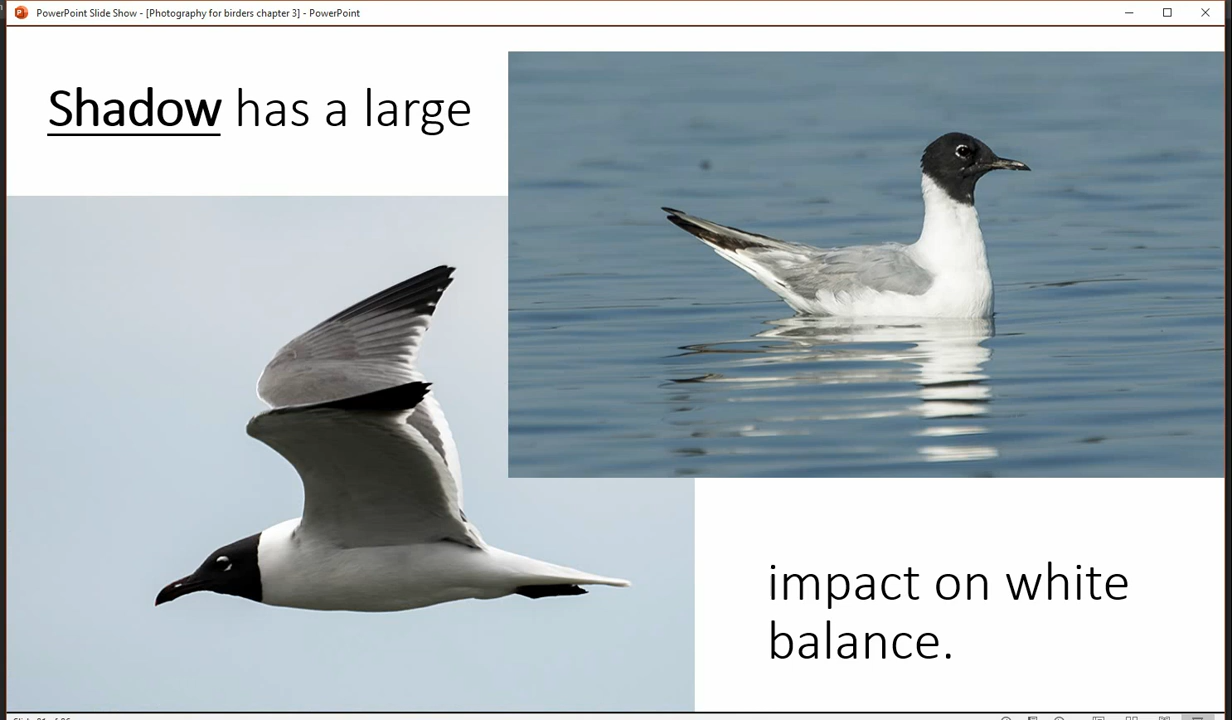 PowerPoint Slide Show - [Photography for birders chapter 3] - PowerPoint
Shadow has a large
impact on white
balance.